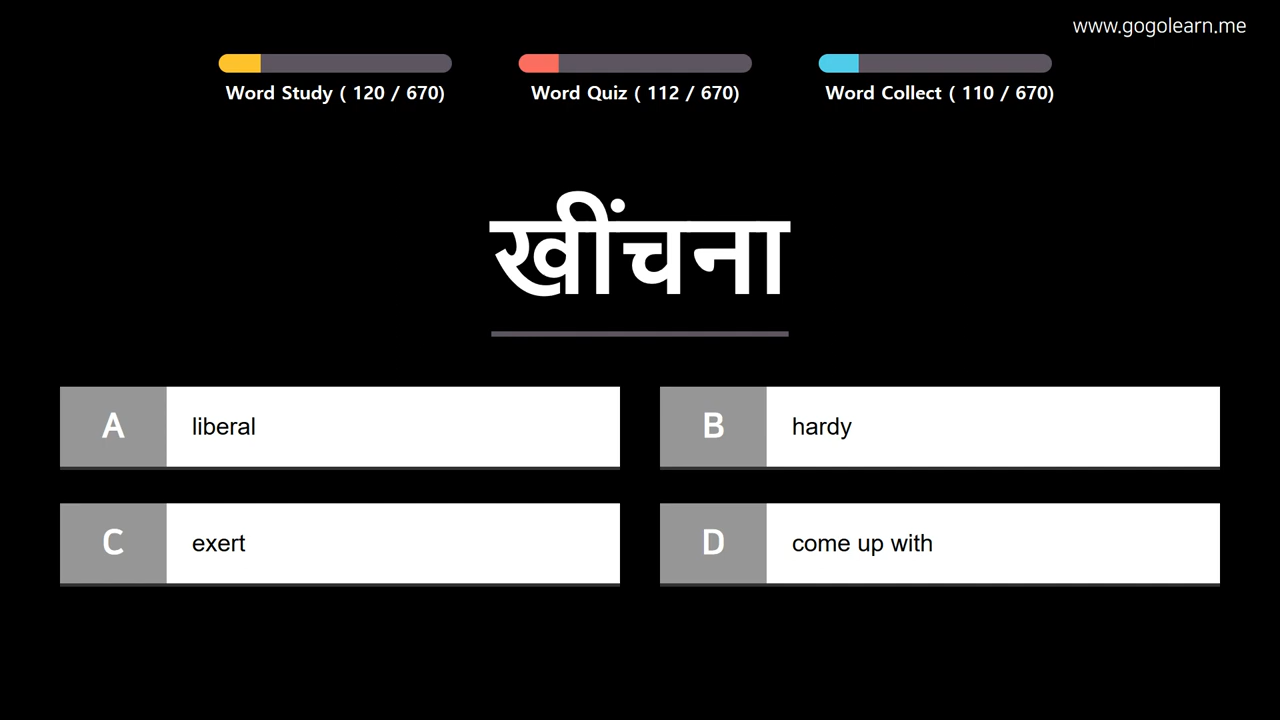 www.gogolearn.me
Word Study ( 120 / 670)
Word Quiz ( 112 / 670)
Word Collect ( 110 / 670)
खींचना
A liberal
B hardy
C exert
D come up with